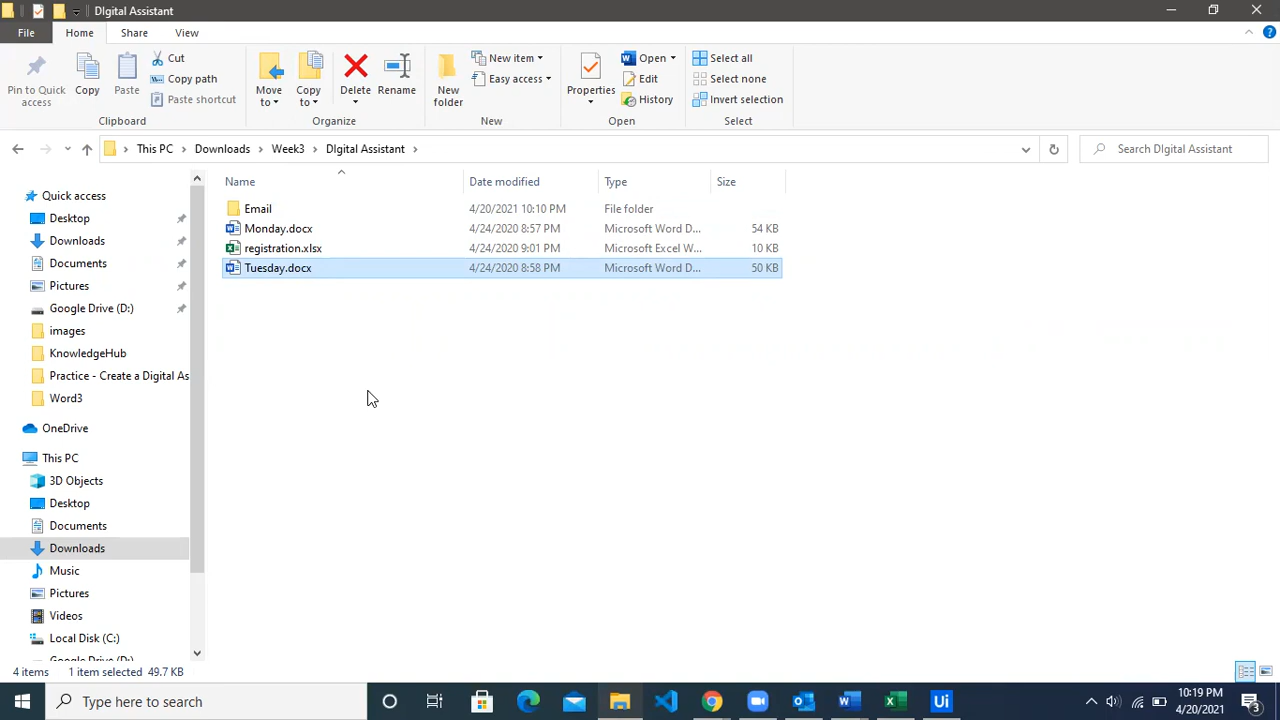 DIgital Assistant
File Home Share View
Pin to Quick access
Copy
Paste
Cut
Copy path
Paste shortcut
Clipboard
Move to
Copy to
Delete
Rename
Organize
New folder
New item
Easy access
New
Properties
Open
Edit
History
Open
Select all
Select none
Invert selection
Select
This PC > Downloads > Week3 > DIgital Assistant >
Search DIgital Assistant
Quick access
Desktop
Downloads
Documents
Pictures
Google Drive (D:)
images
KnowledgeHub
Practice - Create a Digital As
Word3
OneDrive
This PC
3D Objects
Desktop
Documents
Downloads
Music
Pictures
Videos
Local Disk (C:)
Google Drive (D:)
Name Date modified Type Size
Email 4/20/2021 10:10 PM File folder
Monday.docx 4/24/2020 8:57 PM Microsoft Word D... 54 KB
registration.xlsx 4/24/2020 9:01 PM Microsoft Excel W... 10 KB
Tuesday.docx 4/24/2020 8:58 PM Microsoft Word D... 50 KB
4 items 1 item selected 49.7 KB
Type here to search
Ui
10:19 PM
4/20/2021
3